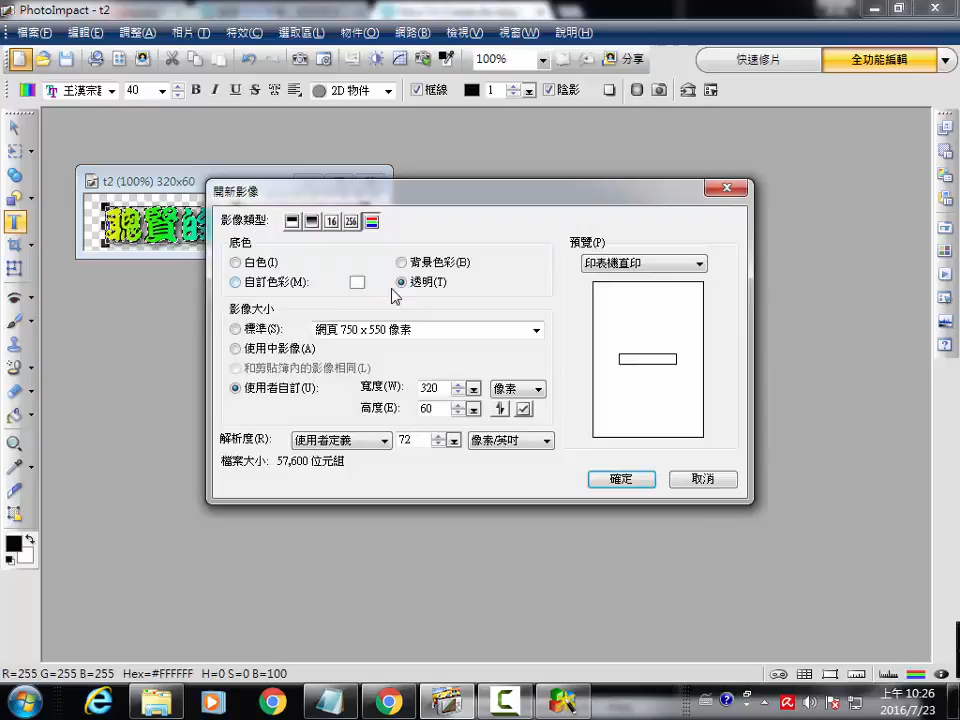 PhotoImpact - t2
檔案(F) 編輯(E) 調整(A) 相片(T) 特效(C) 選取區(L) 物件(O) 網路(B) 檢視(V) 視窗(W) 說明(H)
100% 分享 快速修片 全功能編輯
王漢宗 40 B I U S 2D 物件 框線 1 陰影
t2 (100%) 320x60
聰賢的
開新影像
影像類型: 16 256
底色
白色(I) 背景色彩(B)
自訂色彩(M): 透明(T)
影像大小
標準(S): 網頁 750 x 550 像素
使用中影像(A)
和剪貼簿內的影像相同(L)
使用者自訂(U): 寬度(W): 320 像素
高度(E): 60
解析度(R): 使用者定義 72 像素/英吋
檔案大小: 57,600 位元組
預覽(P)
印表機直印
確定 取消
R=255 G=255 B=255 Hex=#FFFFFF H=0 S=0 B=100
上午 10:26
2016/7/23